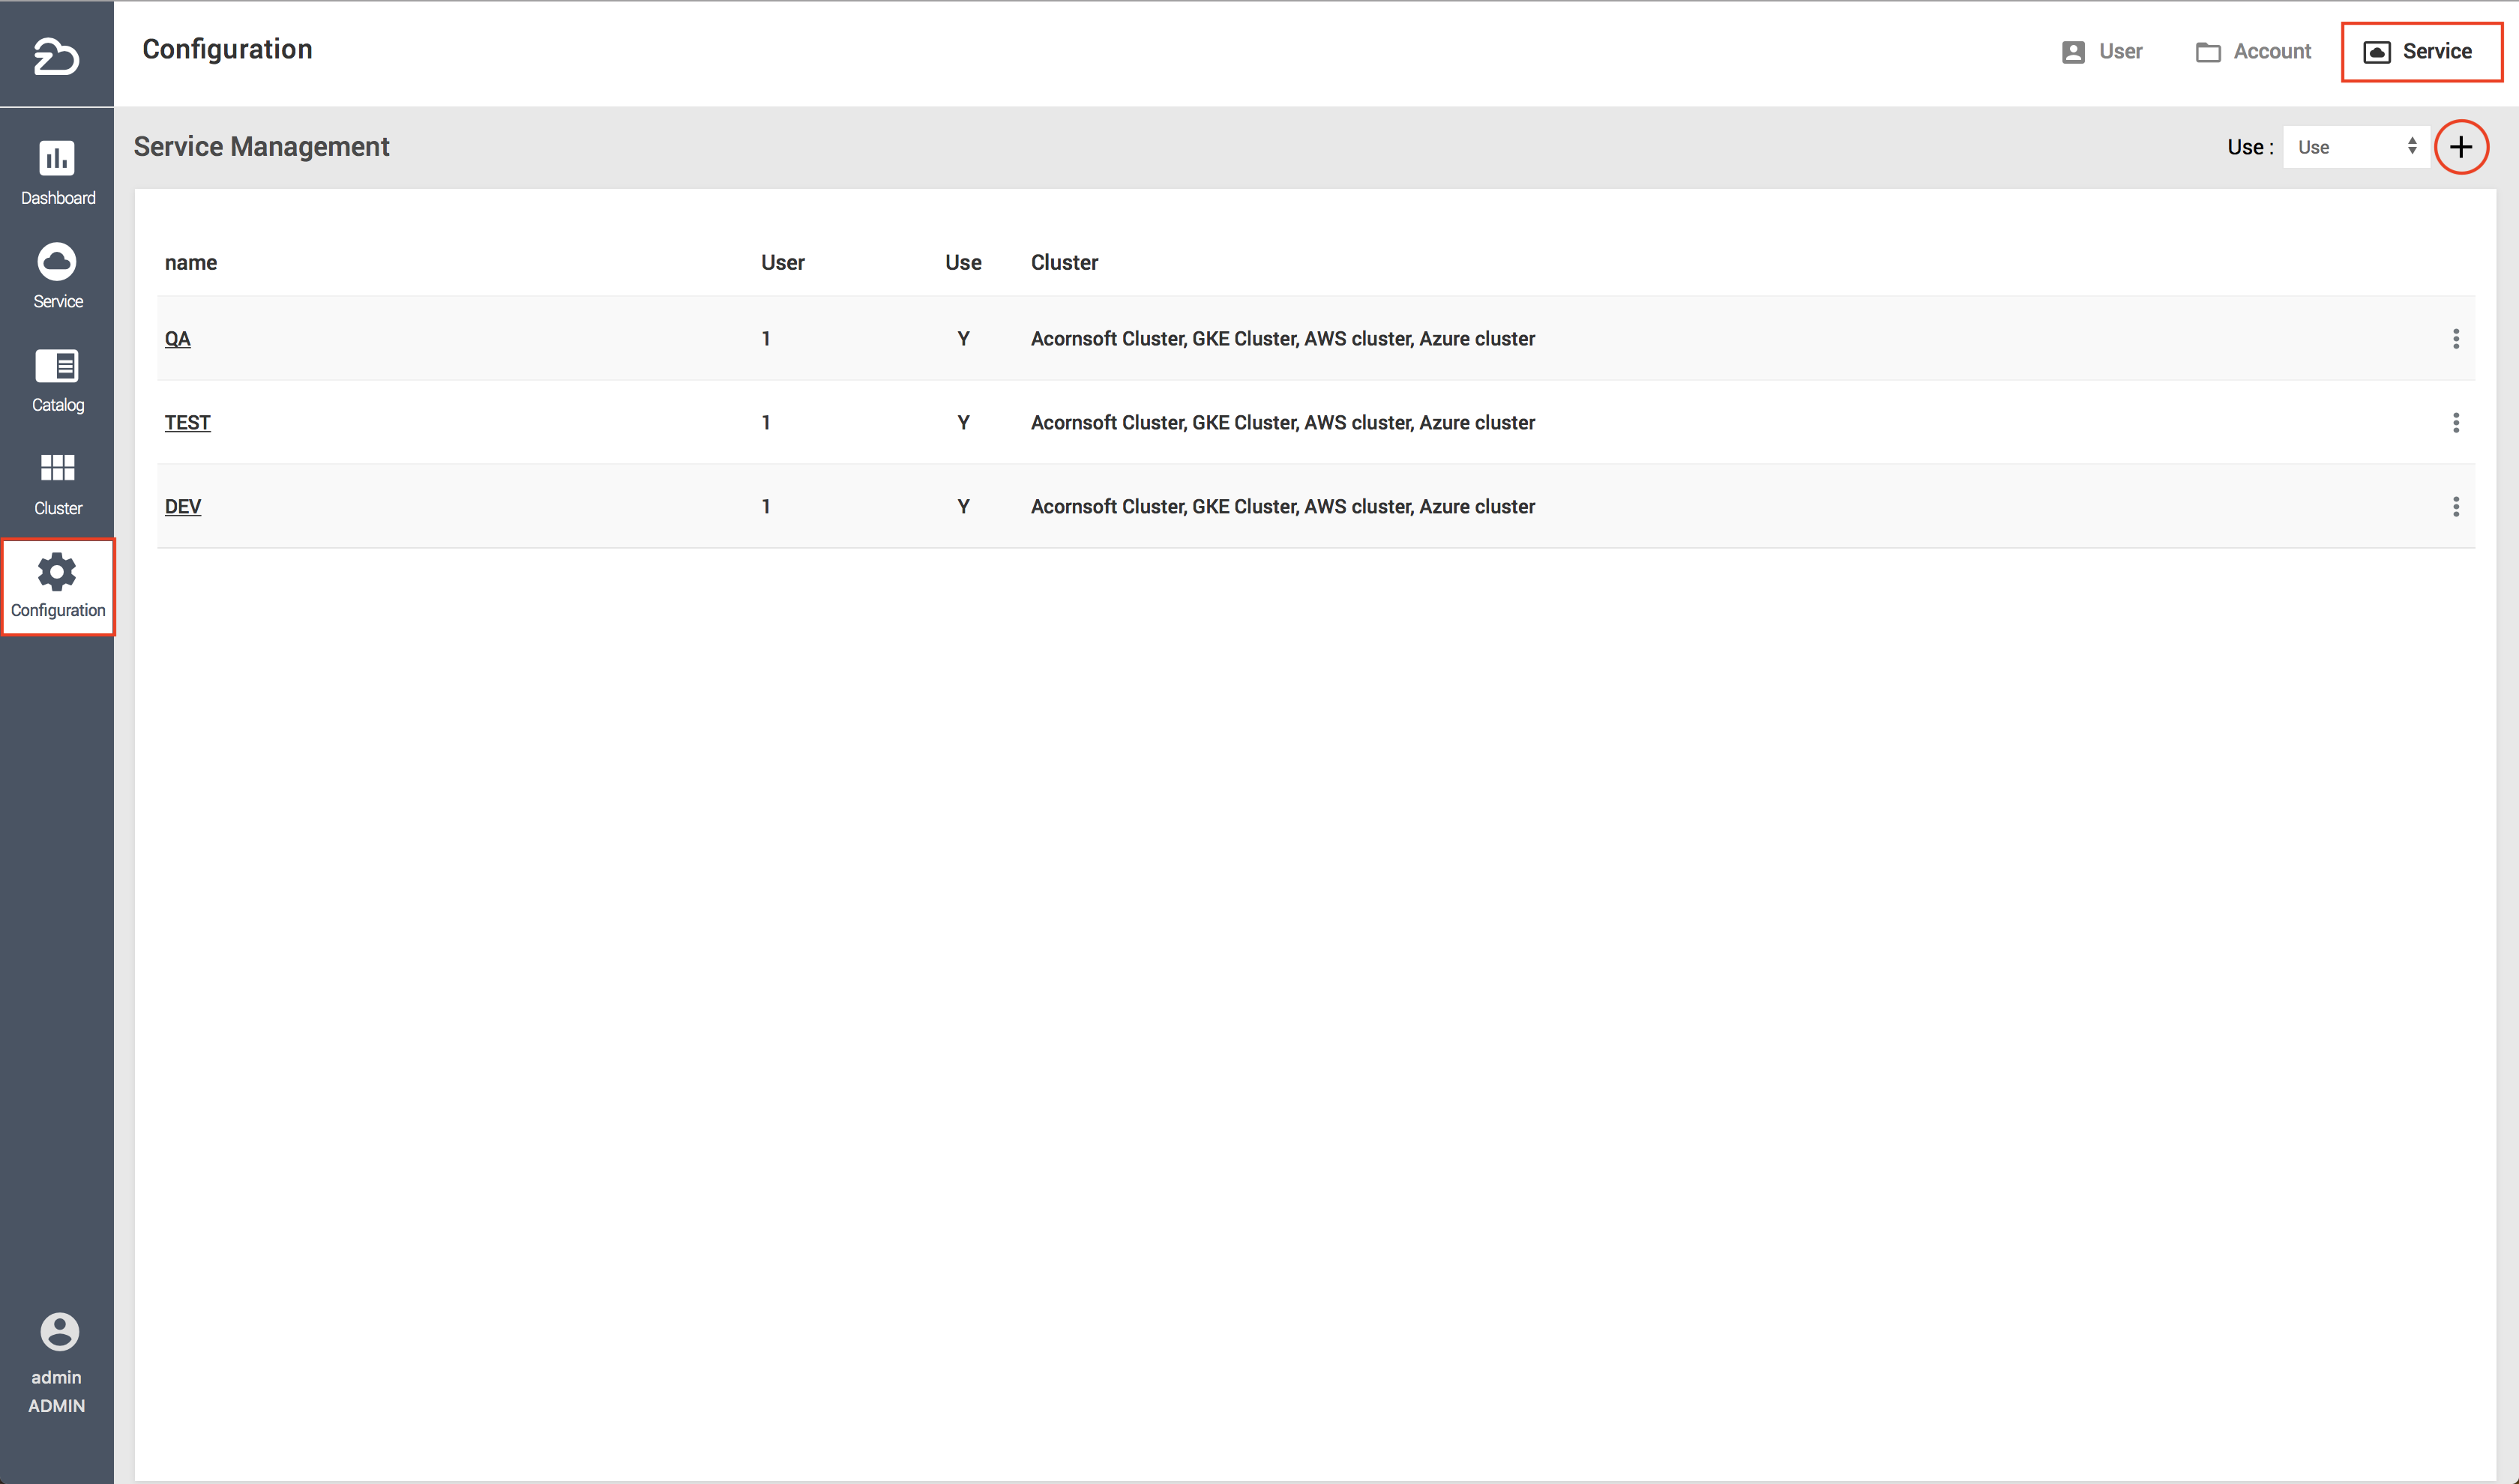 Configuration
User Account Service
Dashboard
Service
Catalog
Cluster
Configuration
admin
ADMIN
Service Management Use : Use
name User Use Cluster
QA 1 Y Acornsoft Cluster, GKE Cluster, AWS cluster, Azure cluster
TEST 1 Y Acornsoft Cluster, GKE Cluster, AWS cluster, Azure cluster
DEV 1 Y Acornsoft Cluster, GKE Cluster, AWS cluster, Azure cluster